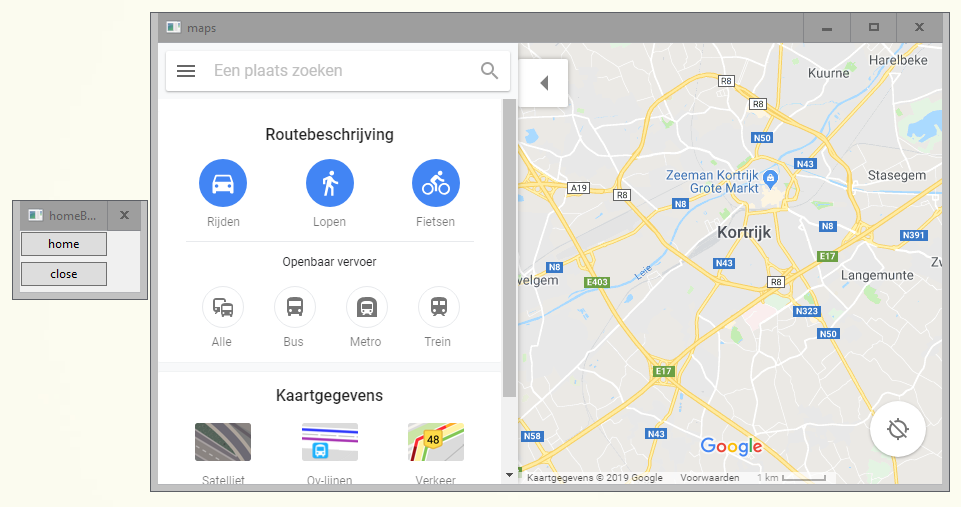 homeB...
home
close
maps
Een plaats zoeken
Routebeschrijving
Rijden
Lopen
Fietsen
Openbaar vervoer
Alle
Bus
Metro
Trein
Kaartgegevens
48
Satelliet
Ov-lijnen
Verkeer
Harelbeke
Kuurne
R8
R8
N50
N43
A19
R8
Zeeman Kortrijk
Grote Markt
Stasegem
N8
Kortrijk
N8
N391
E17
N8
Leie
N43
Zw
velgem
E403
R8
Langemunte
N323
N50
E17
N58
N43
Google
Kaartgegevens © 2019 Google
Voorwaarden
1 km